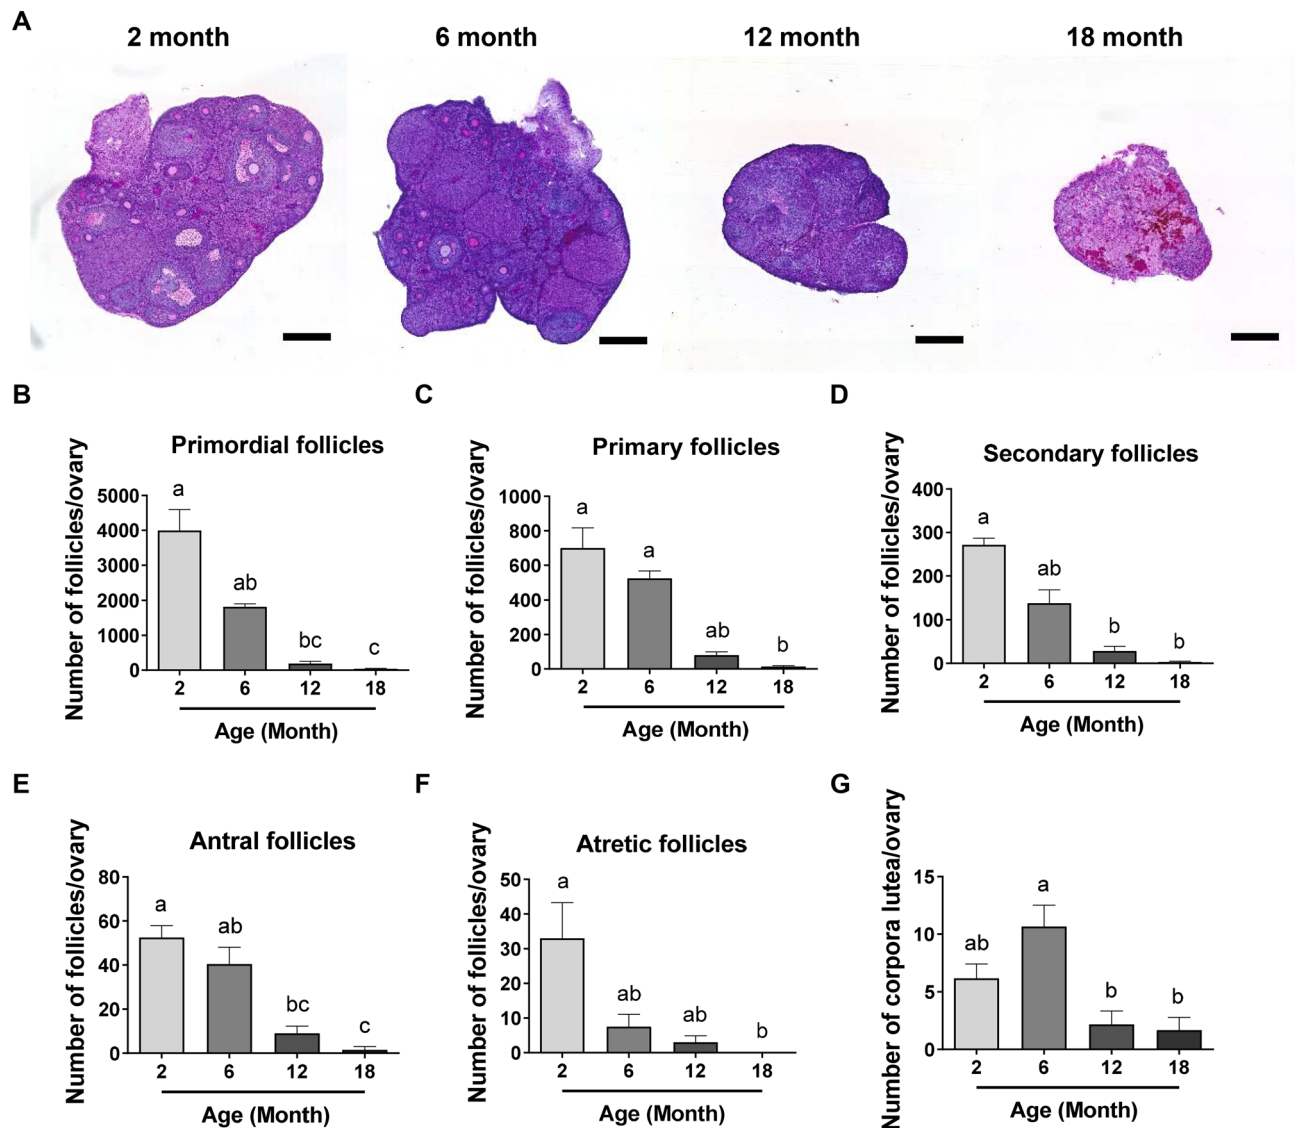 A
2 month
6 month
12 month
18 month
B
Primordial follicles
Number of follicles/ovary
5000
4000
3000
2000
1000
0
a
ab
bc
c
2
6
12
18
Age (Month)
C
Primary follicles
Number of follicles/ovary
1000
800
600
400
200
0
a
a
ab
b
2
6
12
18
Age (Month)
D
Secondary follicles
Number of follicles/ovary
400
300
200
100
0
a
ab
b
b
2
6
12
18
Age (Month)
E
Antral follicles
Number of follicles/ovary
80
60
40
20
0
a
ab
bc
c
2
6
12
18
Age (Month)
F
Atretic follicles
Number of follicles/ovary
50
40
30
20
10
0
a
ab
ab
b
2
6
12
18
Age (Month)
G
Number of corpora lutea/ovary
15
10
5
0
ab
a
b
b
2
6
12
18
Age (Month)